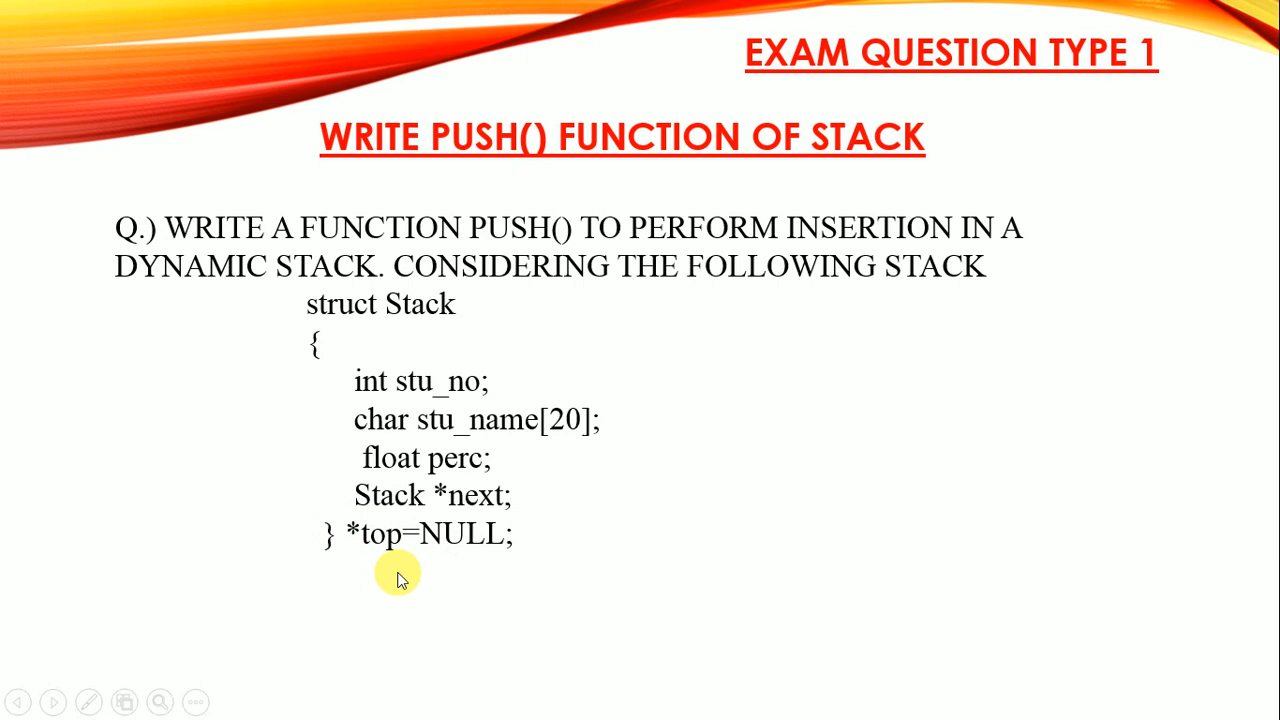 EXAM QUESTION TYPE 1
WRITE PUSH() FUNCTION OF STACK
Q.) WRITE A FUNCTION PUSH() TO PERFORM INSERTION IN A
DYNAMIC STACK. CONSIDERING THE FOLLOWING STACK
struct Stack
{
int stu_no;
char stu_name[20];
float perc;
Stack *next;
} *top=NULL;